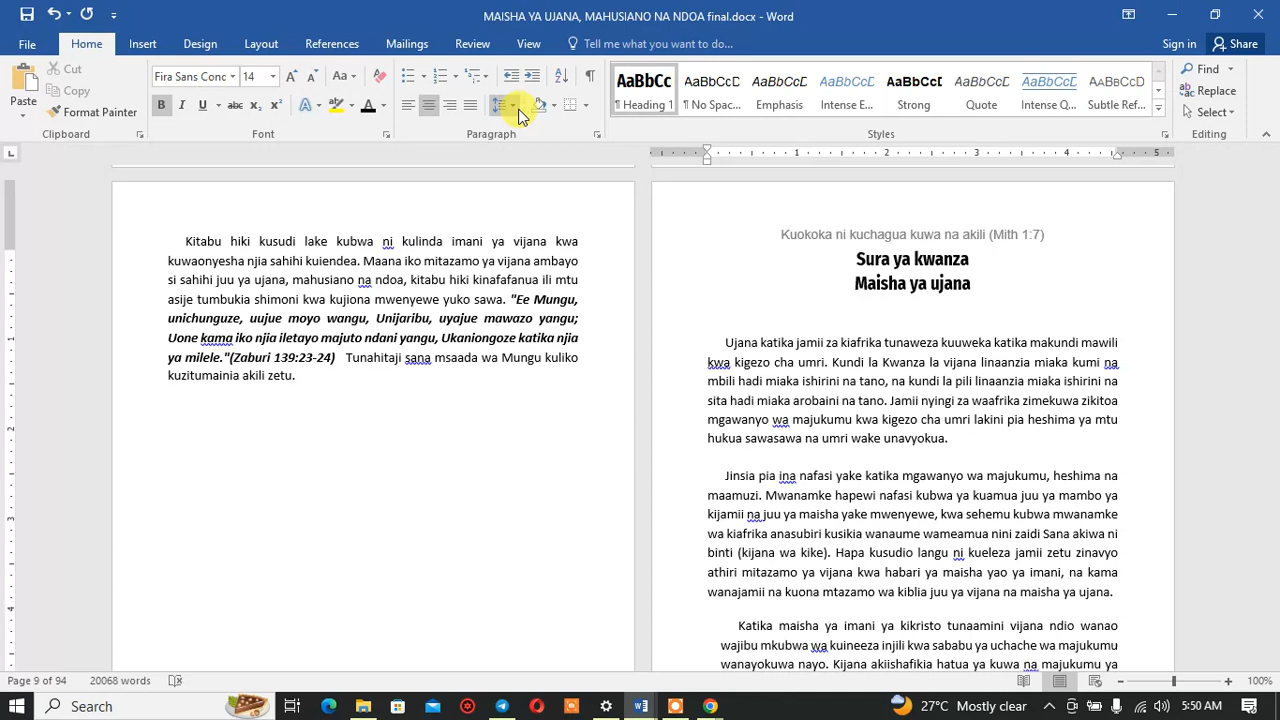 MAISHA YA UJANA, MAHUSIANO NA NDOA final.docx - Word
File Home Insert Design Layout References Mailings Review View Tell me what you want to do... Sign in Share
Paste Cut Copy Format Painter
Fira Sans Conc 14
Aa
B I U abc x₂ x² A A
AaBbCc AaBbCcD AaBbCcD AaBbCcD AaBbCcD AaBbCcD AaBbCcD AaBbCcD
¶ Heading 1 ¶ No Spac... Emphasis Intense E... Strong Quote Intense Q... Subtle Ref...
Find
Replace
Select
Clipboard Font Paragraph Styles Editing
1 2 3 4 5
Kitabu hiki kusudi lake kubwa ni kulinda imani ya vijana kwa
kuwaonyesha njia sahihi kuiendea. Maana iko mitazamo ya vijana ambayo
si sahihi juu ya ujana, mahusiano na ndoa, kitabu hiki kinafafanua ili mtu
asije tumbukia shimoni kwa kujiona mwenyewe yuko sawa. "Ee Mungu,
unichunguze, uujue moyo wangu, Unijaribu, uyajue mawazo yangu;
Uone kama iko njia iletayo majuto ndani yangu, Ukaniongoze katika njia
ya milele."(Zaburi 139:23-24) Tunahitaji sana msaada wa Mungu kuliko
kuzitumainia akili zetu.
Kuokoka ni kuchagua kuwa na akili (Mith 1:7)
Sura ya kwanza
Maisha ya ujana
Ujana katika jamii za kiafrika tunaweza kuuweka katika makundi mawili
kwa kigezo cha umri. Kundi la Kwanza la vijana linaanzia miaka kumi na
mbili hadi miaka ishirini na tano, na kundi la pili linaanzia miaka ishirini na
sita hadi miaka arobaini na tano. Jamii nyingi za waafrika zimekuwa zikitoa
mgawanyo wa majukumu kwa kigezo cha umri lakini pia heshima ya mtu
hukua sawasawa na umri wake unavyokua.
Jinsia pia ina nafasi yake katika mgawanyo wa majukumu, heshima na
maamuzi. Mwanamke hapewi nafasi kubwa ya kuamua juu ya mambo ya
kijamii na juu ya maisha yake mwenyewe, kwa sehemu kubwa mwanamke
wa kiafrika anasubiri kusikia wanaume wameamua nini zaidi Sana akiwa ni
binti (kijana wa kike). Hapa kusudio langu ni kueleza jamii zetu zinavyo
athiri mitazamo ya vijana kwa habari ya maisha yao ya imani, na kama
wanajamii na kuona mtazamo wa kiblia juu ya vijana na maisha ya ujana.
Katika maisha ya imani ya kikristo tunaamini vijana ndio wanao
wajibu mkubwa wa kuineeza injili kwa sababu ya uchache wa majukumu
wanayokuwa nayo. Kijana akiishafikia hatua ya kuwa na majukumu ya
1
2
3
4
Page 9 of 94 20068 words 100%
Search 27°C Mostly clear 5:50 AM